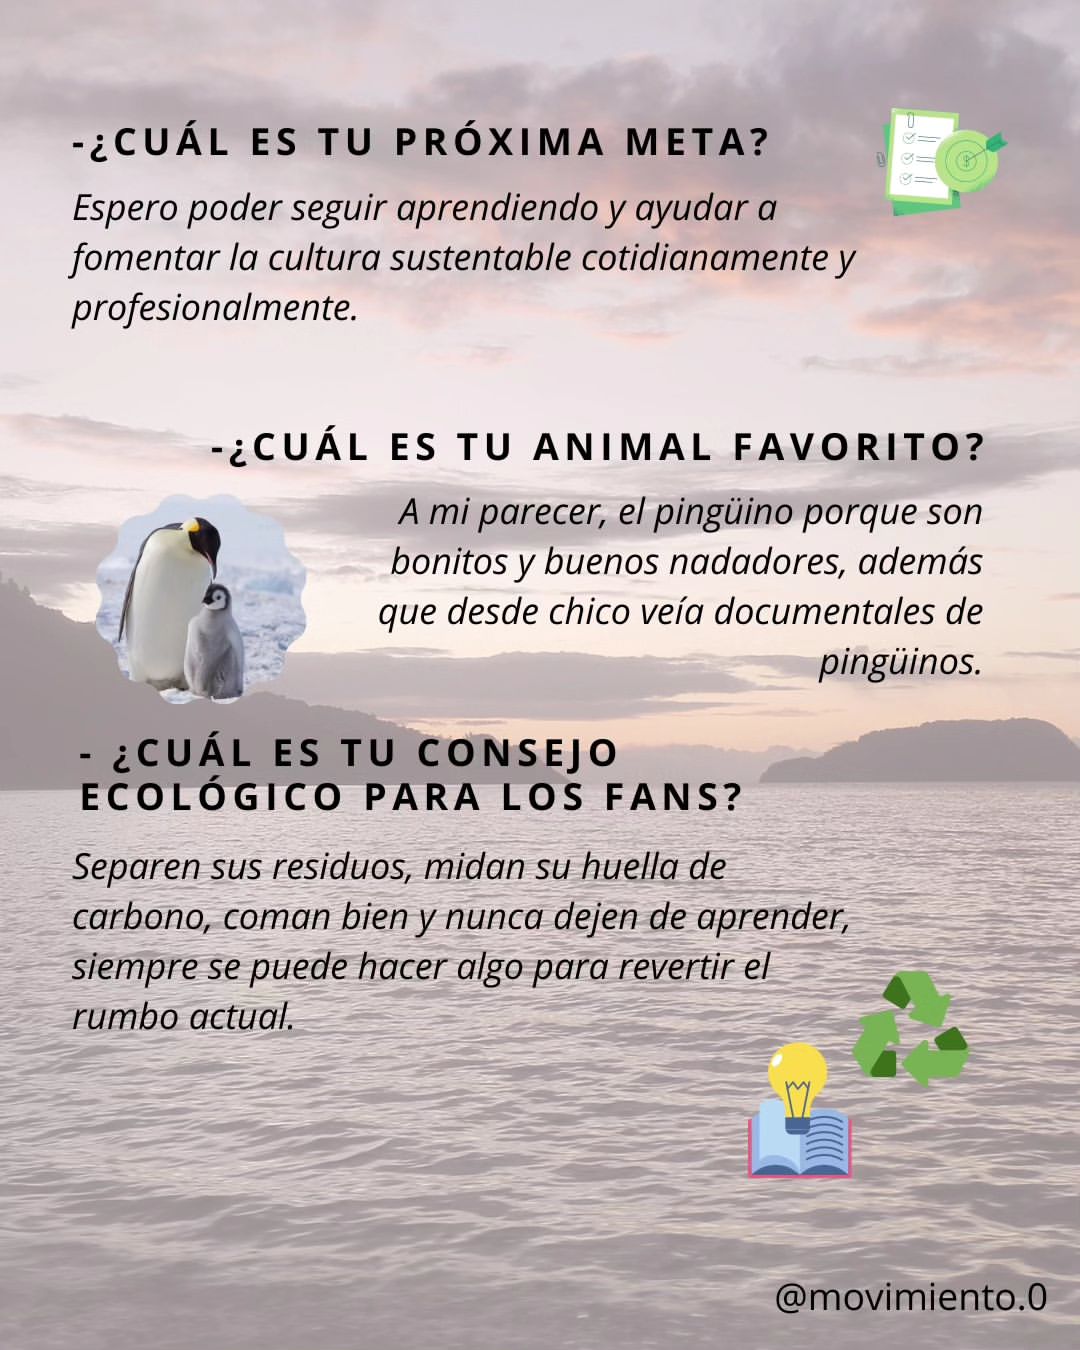 -¿CUÁL ES TU PRÓXIMA META?
Espero poder seguir aprendiendo y ayudar a
fomentar la cultura sustentable cotidianamente y
profesionalmente.
-¿CUÁL ES TU ANIMAL FAVORITO?
A mi parecer, el pingüino porque son
bonitos y buenos nadadores, además
que desde chico veía documentales de
pingüinos.
- ¿CUÁL ES TU CONSEJO
ECOLÓGICO PARA LOS FANS?
Separen sus residuos, midan su huella de
carbono, coman bien y nunca dejen de aprender,
siempre se puede hacer algo para revertir el
rumbo actual.
@movimiento.0